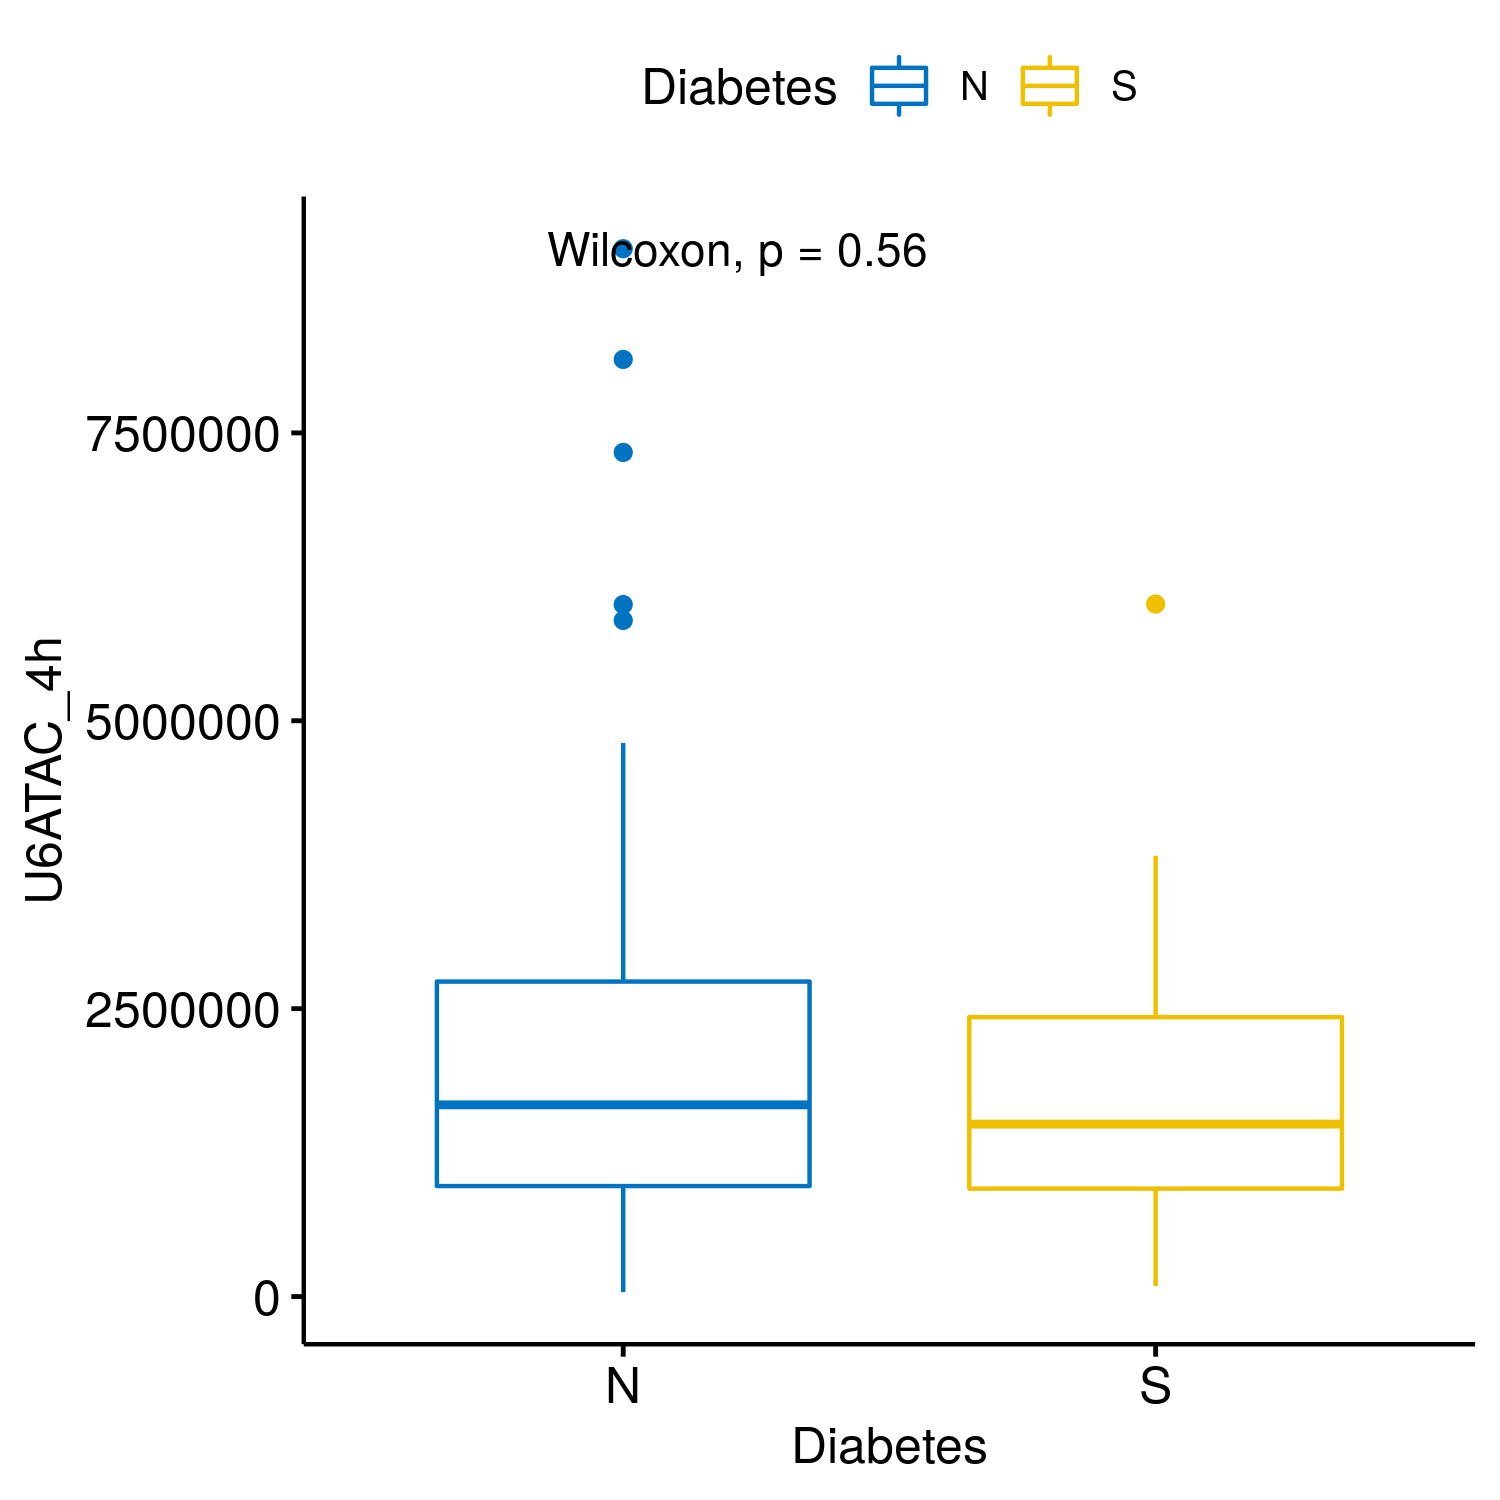 Diabetes N S
Wilcoxon, p = 0.56
7500000
5000000
2500000
0
U6ATAC_4h
N S
Diabetes